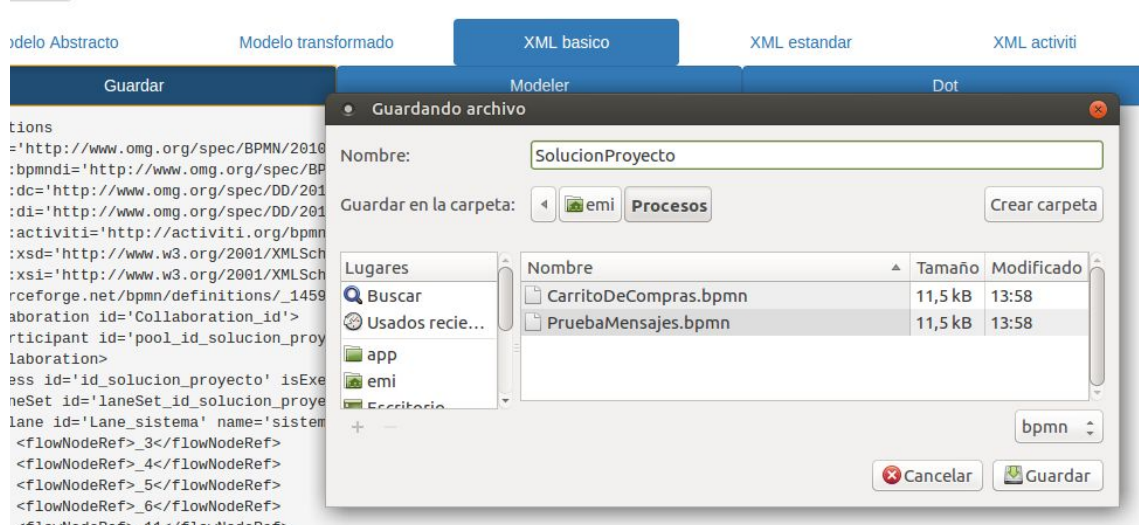 odelo Abstracto Modelo transformado XML basico XML estandar XML activiti
Guardar Modeler Dot
Guardando archivo
Nombre: SolucionProyecto
Guardar en la carpeta: emi Procesos Crear carpeta
Lugares Nombre Tamaño Modificado
Buscar CarritoDeCompras.bpmn 11,5 kB 13:58
Usados recie... PruebaMensajes.bpmn 11,5 kB 13:58
app
emi
Escritorio
bpmn
Cancelar Guardar
tions
='http://www.omg.org/spec/BPMN/2010
:bpmndi='http://www.omg.org/spec/BP
:dc='http://www.omg.org/spec/DD/201
:di='http://www.omg.org/spec/DD/201
:activiti='http://activiti.org/bpmn
:xsd='http://www.w3.org/2001/XMLSch
:xsi='http://www.w3.org/2001/XMLSch
rceforge.net/bpmn/definitions/_1459
aboration id='Collaboration_id'>
rticipant id='pool_id_solucion_proy
laboration>
ess id='id_solucion_proyecto' isExe
neSet id='laneSet_id_solucion_proye
lane id='Lane_sistema' name='sistem
<flowNodeRef>_3</flowNodeRef>
<flowNodeRef>_4</flowNodeRef>
<flowNodeRef>_5</flowNodeRef>
<flowNodeRef>_6</flowNodeRef>
<flowNodeRef>_11</flowNodeRef>